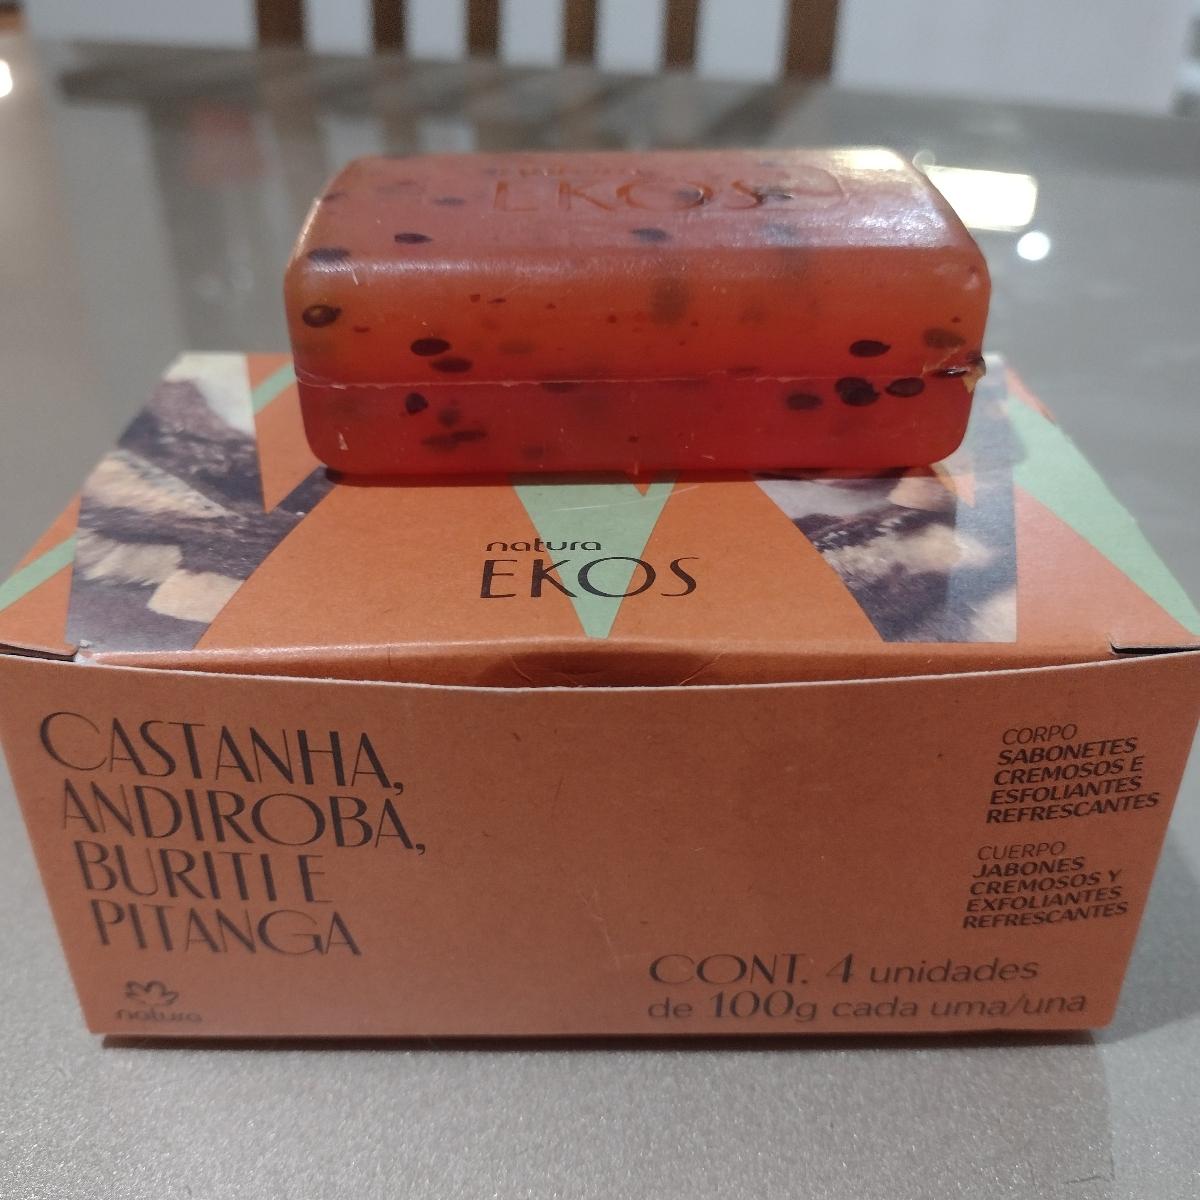 natura
EKOS
natura
EKOS
CASTANHA,
ANDIROBA,
BURITI E
PITANGA
natura
CORPO
SABONETES
CREMOSOS E
ESFOLIANTES
REFRESCANTES
CUERPO
JABONES
CREMOSOS Y
EXFOLIANTES
REFRESCANTES
CONT. 4 unidades
de 100g cada uma/una